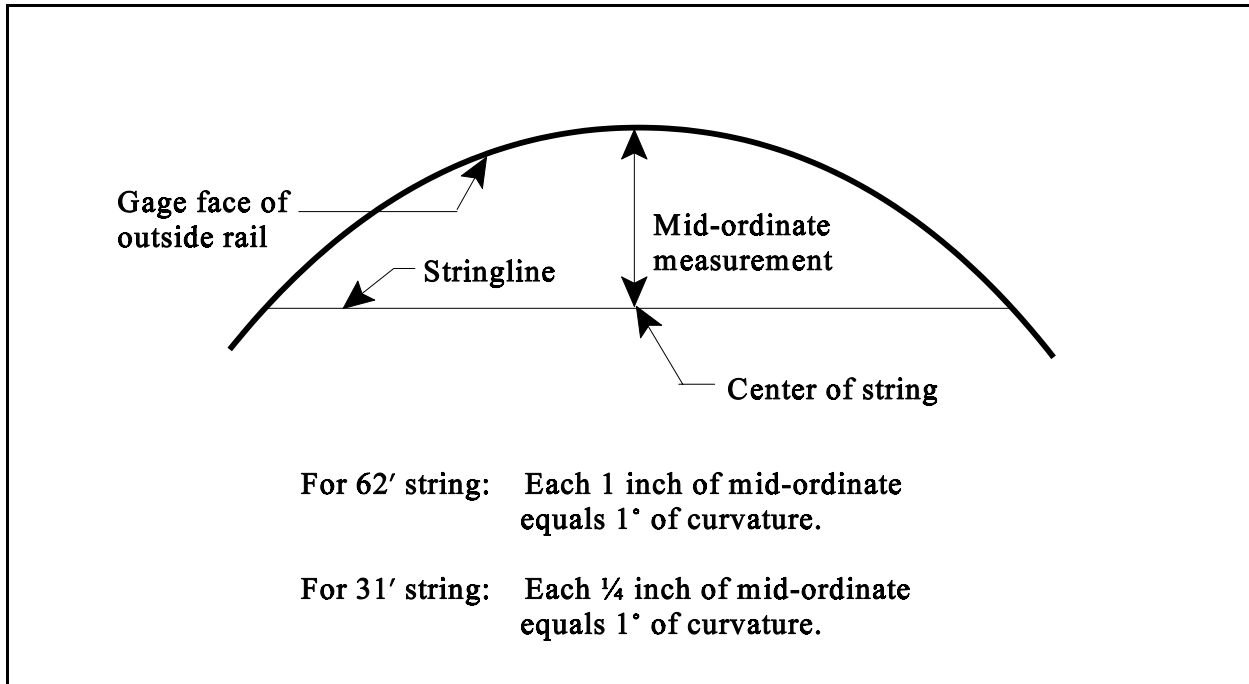 Gage face of
outside rail
Stringline
Mid-ordinate
measurement
Center of string
For 62′ string: Each 1 inch of mid-ordinate
equals 1˚ of curvature.
For 31′ string: Each ¼ inch of mid-ordinate
equals 1˚ of curvature.